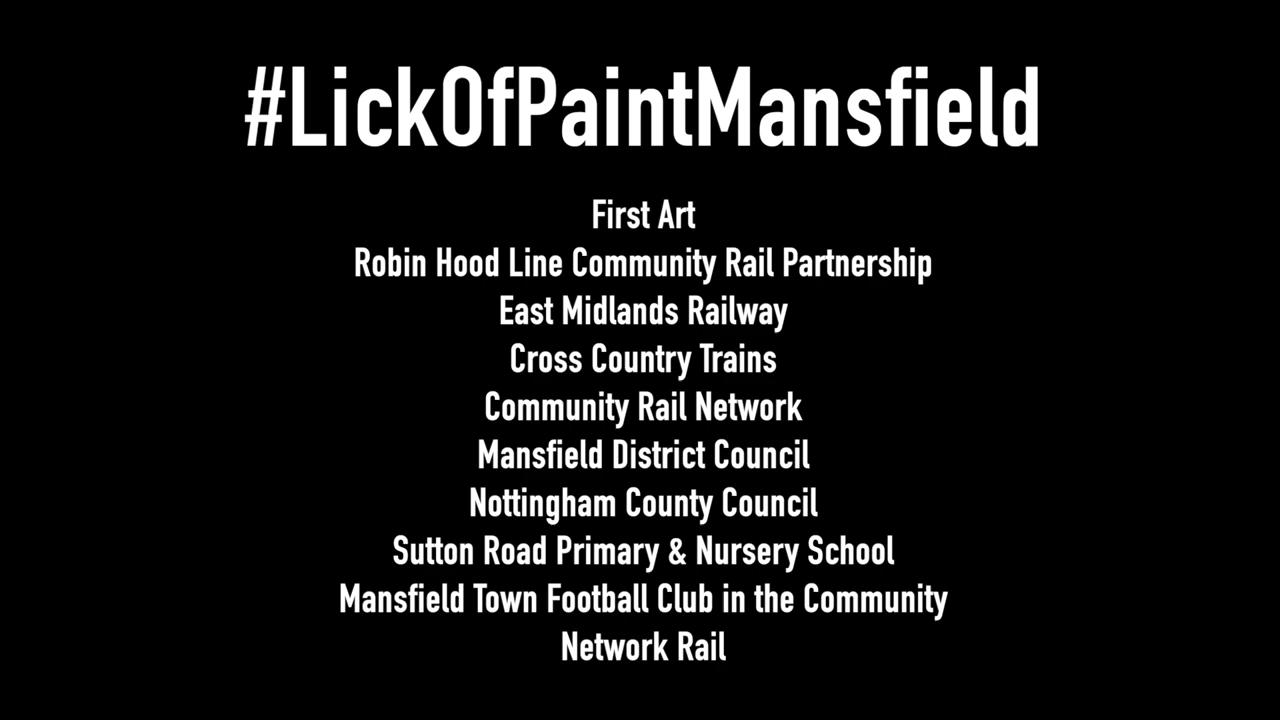 #LickOfPaintMansfield
First Art
Robin Hood Line Community Rail Partnership
East Midlands Railway
Cross Country Trains
Community Rail Network
Mansfield District Council
Nottingham County Council
Sutton Road Primary & Nursery School
Mansfield Town Football Club in the Community
Network Rail